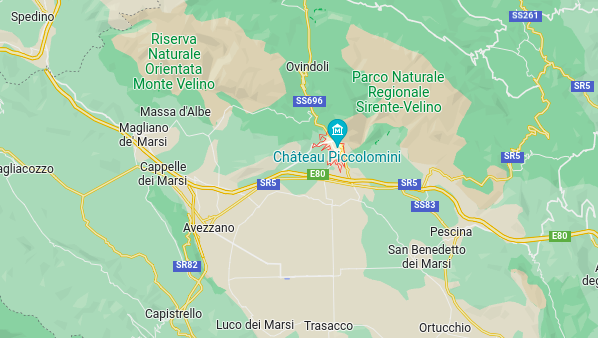 Spedino
SS261
Riserva
Naturale
Orientata
Monte Velino
Ovindoli
Parco Naturale
Regionale
Sirente-Velino
SR5
SS696
Massa d'Albe
Magliano
de' Marsi
Château Piccolomini
SR5
agliacozzo
Cappelle
dei Marsi
E80
SR5
SR5
SS83
Avezzano
Pescina
E80
San Benedetto
dei Marsi
SR82
A
deg
Capistrello
Luco dei Marsi
Trasacco
Ortucchio